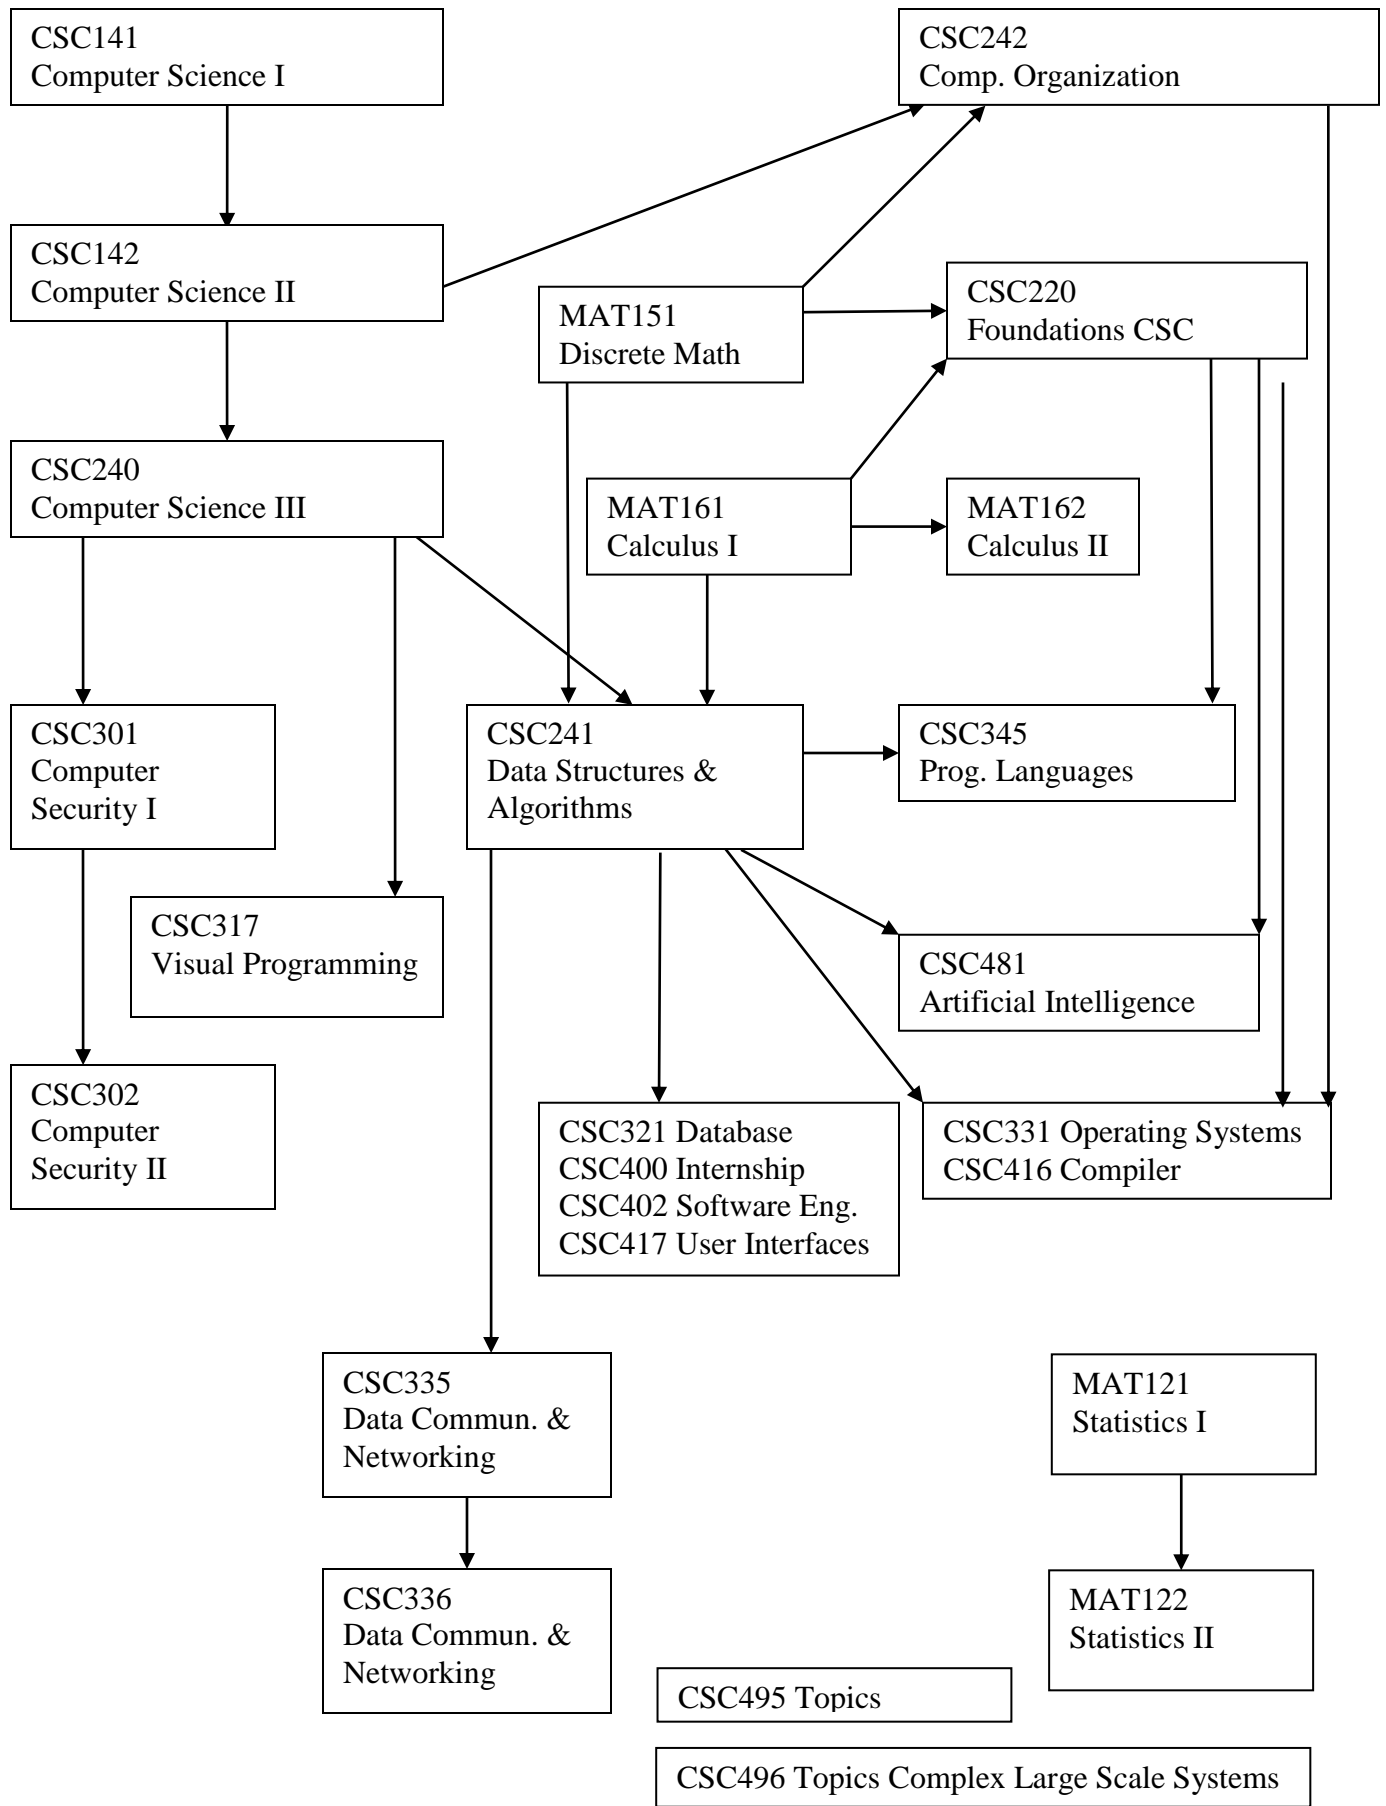 CSC141
Computer Science I
CSC242
Comp. Organization
CSC142
Computer Science II
MAT151
Discrete Math
CSC220
Foundations CSC
CSC240
Computer Science III
MAT161
Calculus I
MAT162
Calculus II
CSC301
Computer
Security I
CSC241
Data Structures &
Algorithms
CSC345
Prog. Languages
CSC317
Visual Programming
CSC481
Artificial Intelligence
CSC302
Computer
Security II
CSC321 Database
CSC400 Internship
CSC402 Software Eng.
CSC417 User Interfaces
CSC331 Operating Systems
CSC416 Compiler
CSC335
Data Commun. &
Networking
MAT121
Statistics I
CSC336
Data Commun. &
Networking
MAT122
Statistics II
CSC495 Topics
CSC496 Topics Complex Large Scale Systems